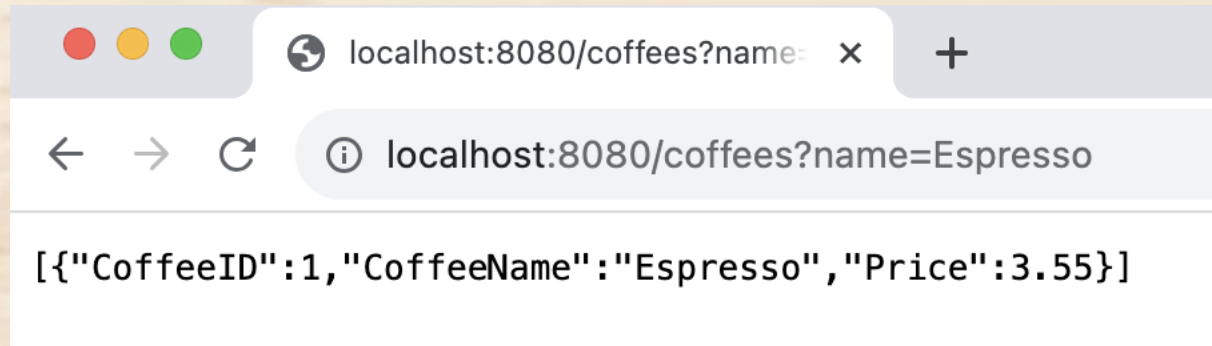 localhost:8080/coffees?name=
localhost:8080/coffees?name=Espresso
[{"CoffeeID":1,"CoffeeName":"Espresso","Price":3.55}]